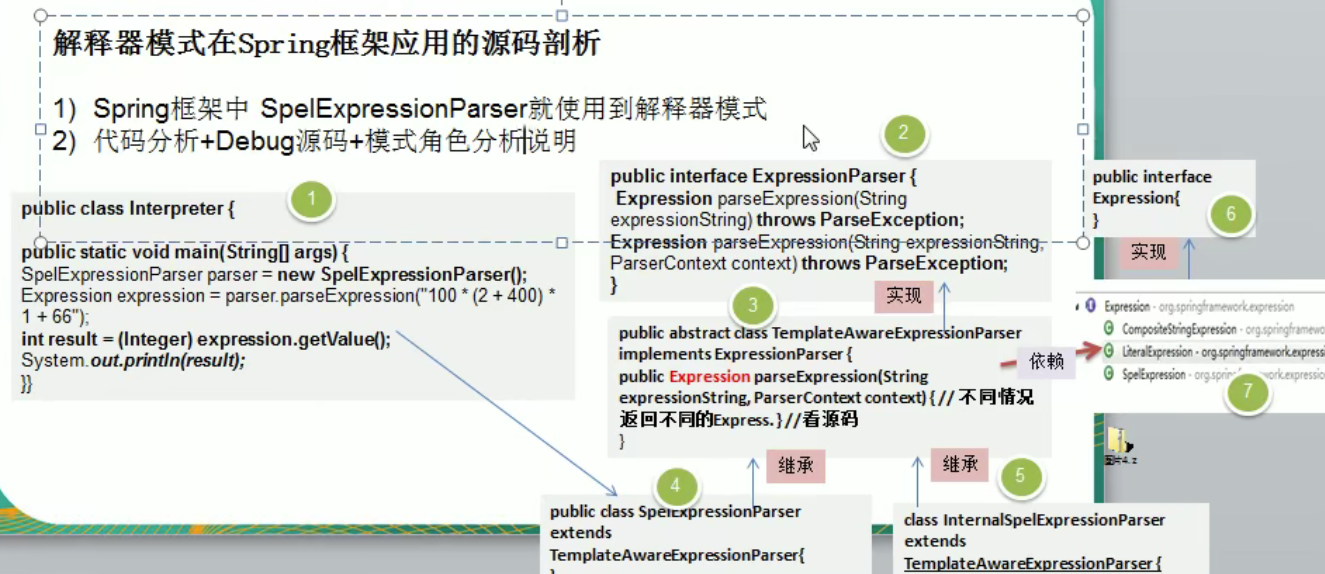 解释器模式在Spring框架应用的源码剖析
1) Spring框架中 SpelExpressionParser就使用到解释器模式
2) 代码分析+Debug源码+模式角色分析说明
1
public class Interpreter {
public static void main(String[] args) {
SpelExpressionParser parser = new SpelExpressionParser();
Expression expression = parser.parseExpression("100 * (2 + 400) *
1 + 66");
int result = (Integer) expression.getValue();
System.out.println(result);
}}
2
public interface ExpressionParser {
Expression parseExpression(String
expressionString) throws ParseException;
Expression parseExpression(String expressionString,
ParserContext context) throws ParseException;
}
实现
3
public abstract class TemplateAwareExpressionParser
implements ExpressionParser {
public Expression parseExpression(String
expressionString, ParserContext context) { // 不同情况
返回不同的Express. } //看源码
}
继承
继承
4
public class SpelExpressionParser
extends
TemplateAwareExpressionParser{
5
class InternalSpelExpressionParser
extends
TemplateAwareExpressionParser {
public interface
Expression{
}
6
实现
依赖
Expression - org.springframework.expression
CompositeStringExpression - org.springframewo
LiteralExpression - org.springframework.expressi
SpelExpression - org.springframework.expression
7
图片4.z